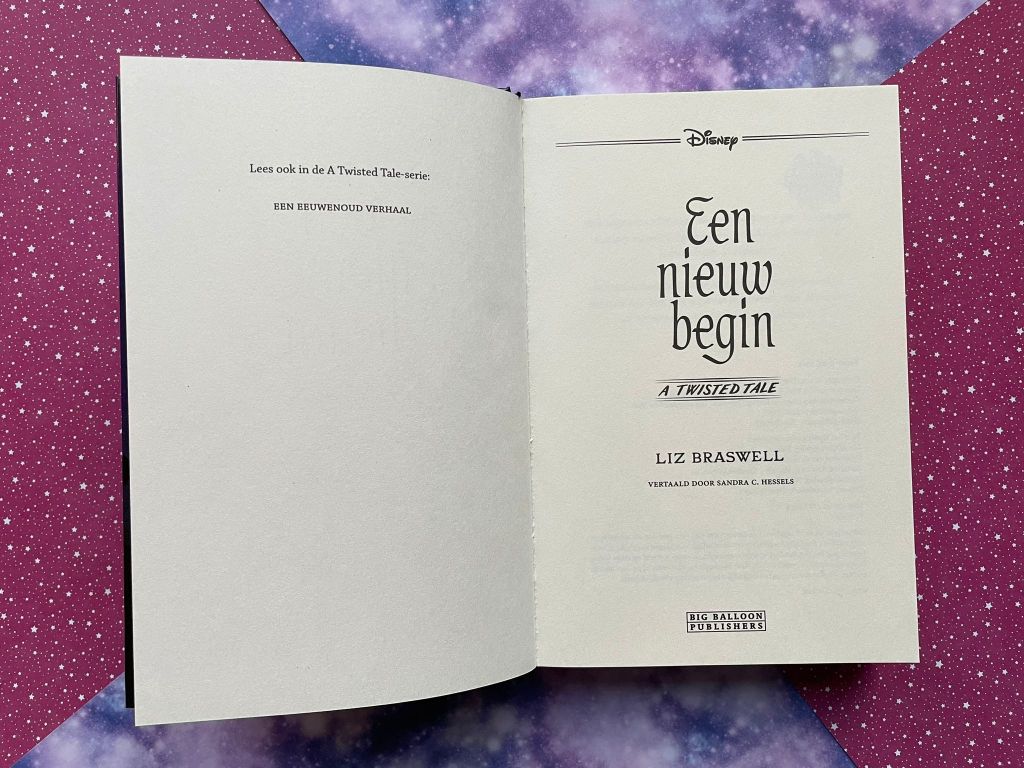 Lees ook in de A Twisted Tale-serie:
EEN EEUWENOUD VERHAAL
Disney
Een
nieuw
begin
A TWISTED TALE
LIZ BRASWELL
VERTAALD DOOR SANDRA C. HESSELS
BIG BALLOON
PUBLISHERS